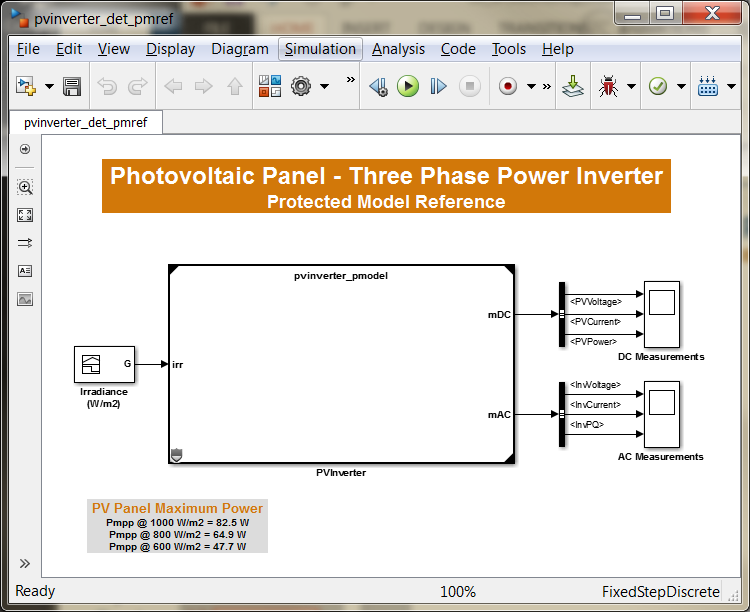 pvinverter_det_pmref
File Edit View Display Diagram Simulation Analysis Code Tools Help
» »
pvinverter_det_pmref
Photovoltaic Panel - Three Phase Power Inverter
Protected Model Reference
pvinverter_pmodel
mDC
<PVVoltage>
<PVCurrent>
<PVPower>
DC Measurements
G
irr
Irradiance
(W/m2)
<InvVoltage>
<InvCurrent>
<InvPQ>
mAC
AC Measurements
PVInverter
PV Panel Maximum Power
Pmpp @ 1000 W/m2 = 82.5 W
Pmpp @ 800 W/m2 = 64.9 W
Pmpp @ 600 W/m2 = 47.7 W
»
Ready 100% FixedStepDiscrete